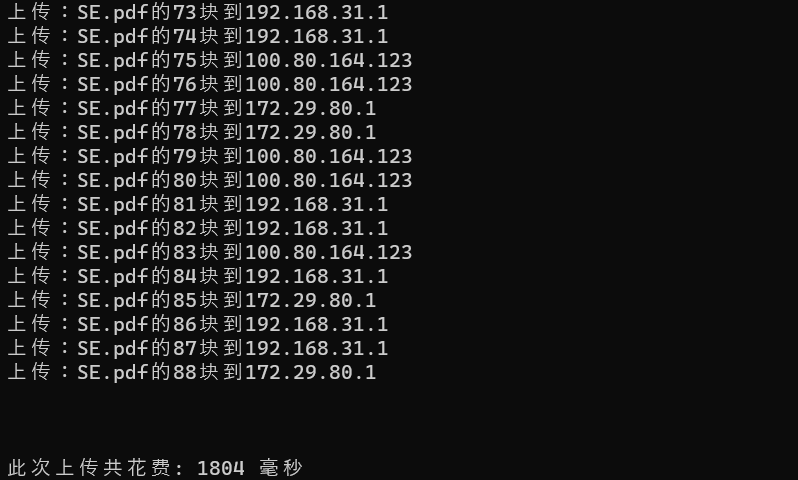 上传：SE.pdf的73块到192.168.31.1
上传：SE.pdf的74块到192.168.31.1
上传：SE.pdf的75块到100.80.164.123
上传：SE.pdf的76块到100.80.164.123
上传：SE.pdf的77块到172.29.80.1
上传：SE.pdf的78块到172.29.80.1
上传：SE.pdf的79块到100.80.164.123
上传：SE.pdf的80块到100.80.164.123
上传：SE.pdf的81块到192.168.31.1
上传：SE.pdf的82块到192.168.31.1
上传：SE.pdf的83块到100.80.164.123
上传：SE.pdf的84块到192.168.31.1
上传：SE.pdf的85块到172.29.80.1
上传：SE.pdf的86块到192.168.31.1
上传：SE.pdf的87块到192.168.31.1
上传：SE.pdf的88块到172.29.80.1
此次上传共花费: 1804 毫秒